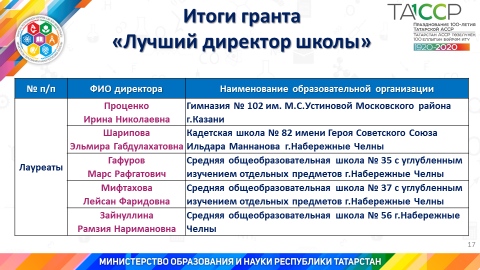 Итоги гранта
«Лучший директор школы»
ТАССР
ПРАЗДНОВАНИЕ 100-ЛЕТИЯ
ТАТАРСКОЙ АССР
1920-2020
№ п/п
ФИО директора
Наименование образовательной организации
Лауреаты
Проценко
Ирина Николаевна
Гимназия № 102 им. М.С.Устиновой Московского района
г.Казани
Шарипова
Эльмира Габдулахатовна
Кадетская школа № 82 имени Героя Советского Союза
Ильдара Маннанова г.Набережные Челны
Гафуров
Марс Рафгатович
Средняя общеобразовательная школа № 35 с углубленным
изучением отдельных предметов г.Набережные Челны
Мифтахова
Лейсан Фаридовна
Средняя общеобразовательная школа № 37 с углубленным
изучением отдельных предметов г.Набережные Челны
Зайнуллина
Рамзия Наримановна
Средняя общеобразовательная школа № 56 г.Набережные
Челны
17
МИНИСТЕРСТВО ОБРАЗОВАНИЯ И НАУКИ РЕСПУБЛИКИ ТАТАРСТАН